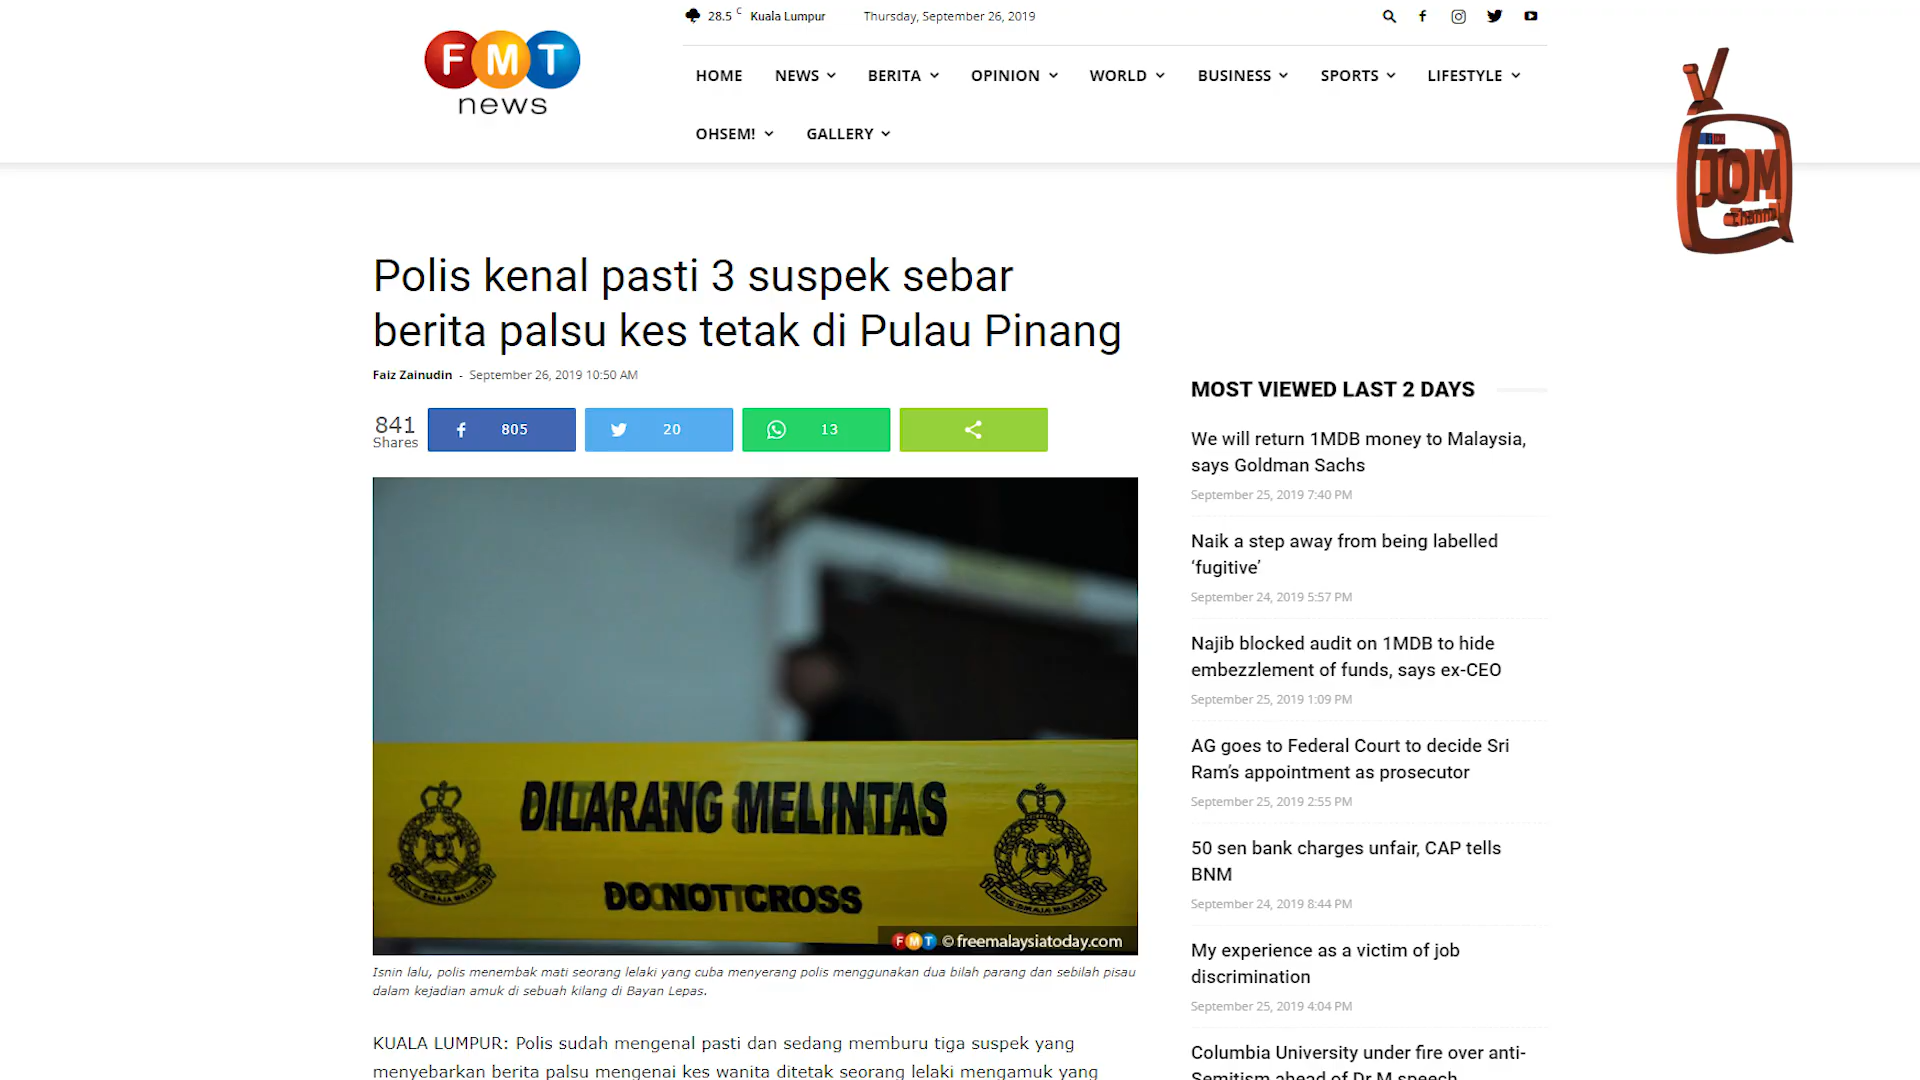 28.5 C Kuala Lumpur Thursday, September 26, 2019
FMT
news
HOME NEWS BERITA OPINION WORLD BUSINESS SPORTS LIFESTYLE
OHSEM! GALLERY
JOM
Channel
Polis kenal pasti 3 suspek sebar
berita palsu kes tetak di Pulau Pinang
Faiz Zainudin - September 26, 2019 10:50 AM
841
Shares
805
20
13
DILARANG MELINTAS
DO NOT CROSS
POLIS DIRAJA MALAYSIA
POLIS DIRAJA MALAYSIA
FMT © freemalaysiatoday.com
Isnin lalu, polis menembak mati seorang lelaki yang cuba menyerang polis menggunakan dua bilah parang dan sebilah pisau
dalam kejadian amuk di sebuah kilang di Bayan Lepas.
KUALA LUMPUR: Polis sudah mengenal pasti dan sedang memburu tiga suspek yang
menyebarkan berita palsu mengenai kes wanita ditetak seorang lelaki mengamuk yang
MOST VIEWED LAST 2 DAYS
We will return 1MDB money to Malaysia,
says Goldman Sachs
September 25, 2019 7:40 PM
Naik a step away from being labelled
‘fugitive’
September 24, 2019 5:57 PM
Najib blocked audit on 1MDB to hide
embezzlement of funds, says ex-CEO
September 25, 2019 1:09 PM
AG goes to Federal Court to decide Sri
Ram’s appointment as prosecutor
September 25, 2019 2:55 PM
50 sen bank charges unfair, CAP tells
BNM
September 24, 2019 8:44 PM
My experience as a victim of job
discrimination
September 25, 2019 4:04 PM
Columbia University under fire over anti-
Semitism ahead of Dr M speech